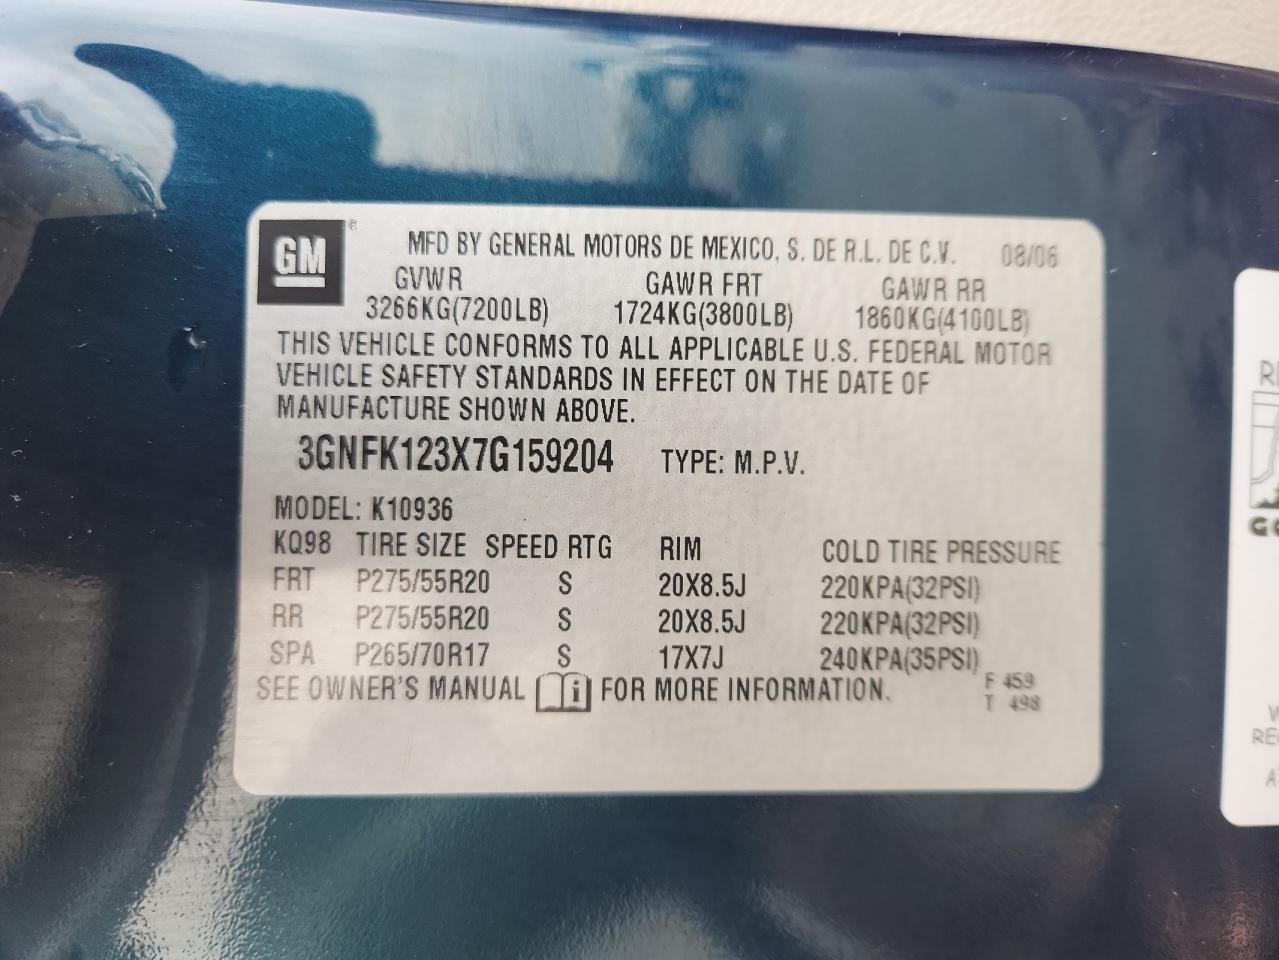 GM ® MFD BY GENERAL MOTORS DE MEXICO, S. DE R.L. DE C.V. 08/06
GVWR GAWR FRT GAWR RR
3266KG(7200LB) 1724KG(3800LB) 1860KG(4100LB)
THIS VEHICLE CONFORMS TO ALL APPLICABLE U.S. FEDERAL MOTOR
VEHICLE SAFETY STANDARDS IN EFFECT ON THE DATE OF
MANUFACTURE SHOWN ABOVE.
3GNFK123X7G159204 TYPE: M.P.V.
MODEL: K10936
KQ98 TIRE SIZE SPEED RTG RIM COLD TIRE PRESSURE
FRT P275/55R20 S 20X8.5J 220KPA(32PSI)
RR P275/55R20 S 20X8.5J 220KPA(32PSI)
SPA P265/70R17 S 17X7J 240KPA(35PSI)
SEE OWNER'S MANUAL i FOR MORE INFORMATION. F 459
T 498